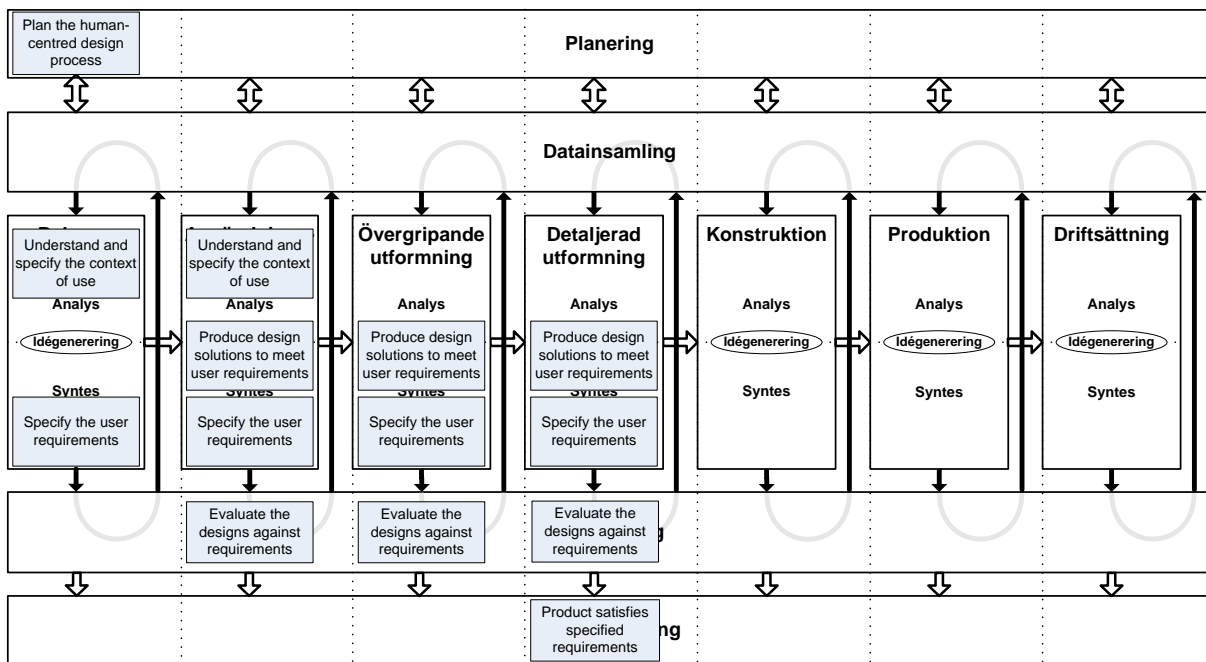 Plan the human-
centred design
process
Planering
Datainsamling
Understand and
specify the context
of use
Analys
Idégenerering
Syntes
Specify the user
requirements
Understand and
specify the context
of use
Analys
Produce design
solutions to meet
user requirements
Syntes
Specify the user
requirements
Övergripande
utformning
Analys
Produce design
solutions to meet
user requirements
Syntes
Specify the user
requirements
Detaljerad
utformning
Analys
Produce design
solutions to meet
user requirements
Syntes
Specify the user
requirements
Konstruktion
Analys
Idégenerering
Syntes
Produktion
Analys
Idégenerering
Syntes
Driftsättning
Analys
Idégenerering
Syntes
Evaluate the
designs against
requirements
Evaluate the
designs against
requirements
Evaluate the
designs against
requirements
Product satisfies
specified
requirements